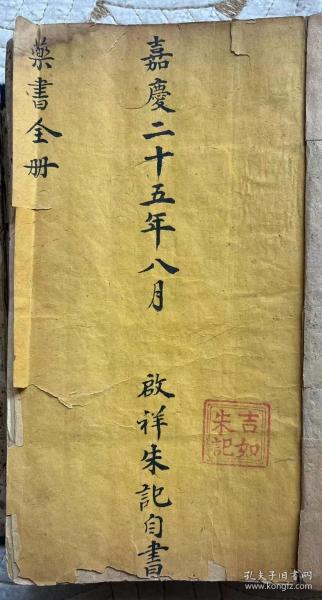 藥書全册
嘉慶二十五年八月 啟祥朱記自書
吉如
朱記
孔夫子旧书网